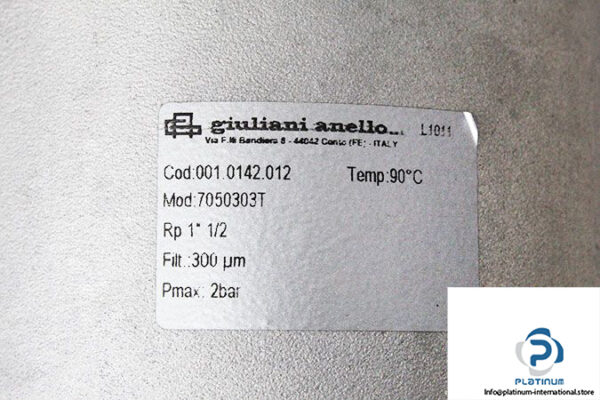 giuliani anello s.r.l. L1011
Via F.lli Bandiera 8 - 44042 Cento (FE) - ITALY
Cod:001.0142.012 Temp:90°C
Mod:7050303T
Rp 1" 1/2
Filt.:300 µm
Pmax: 2bar
PLATINUM
Info@platinum-international.store